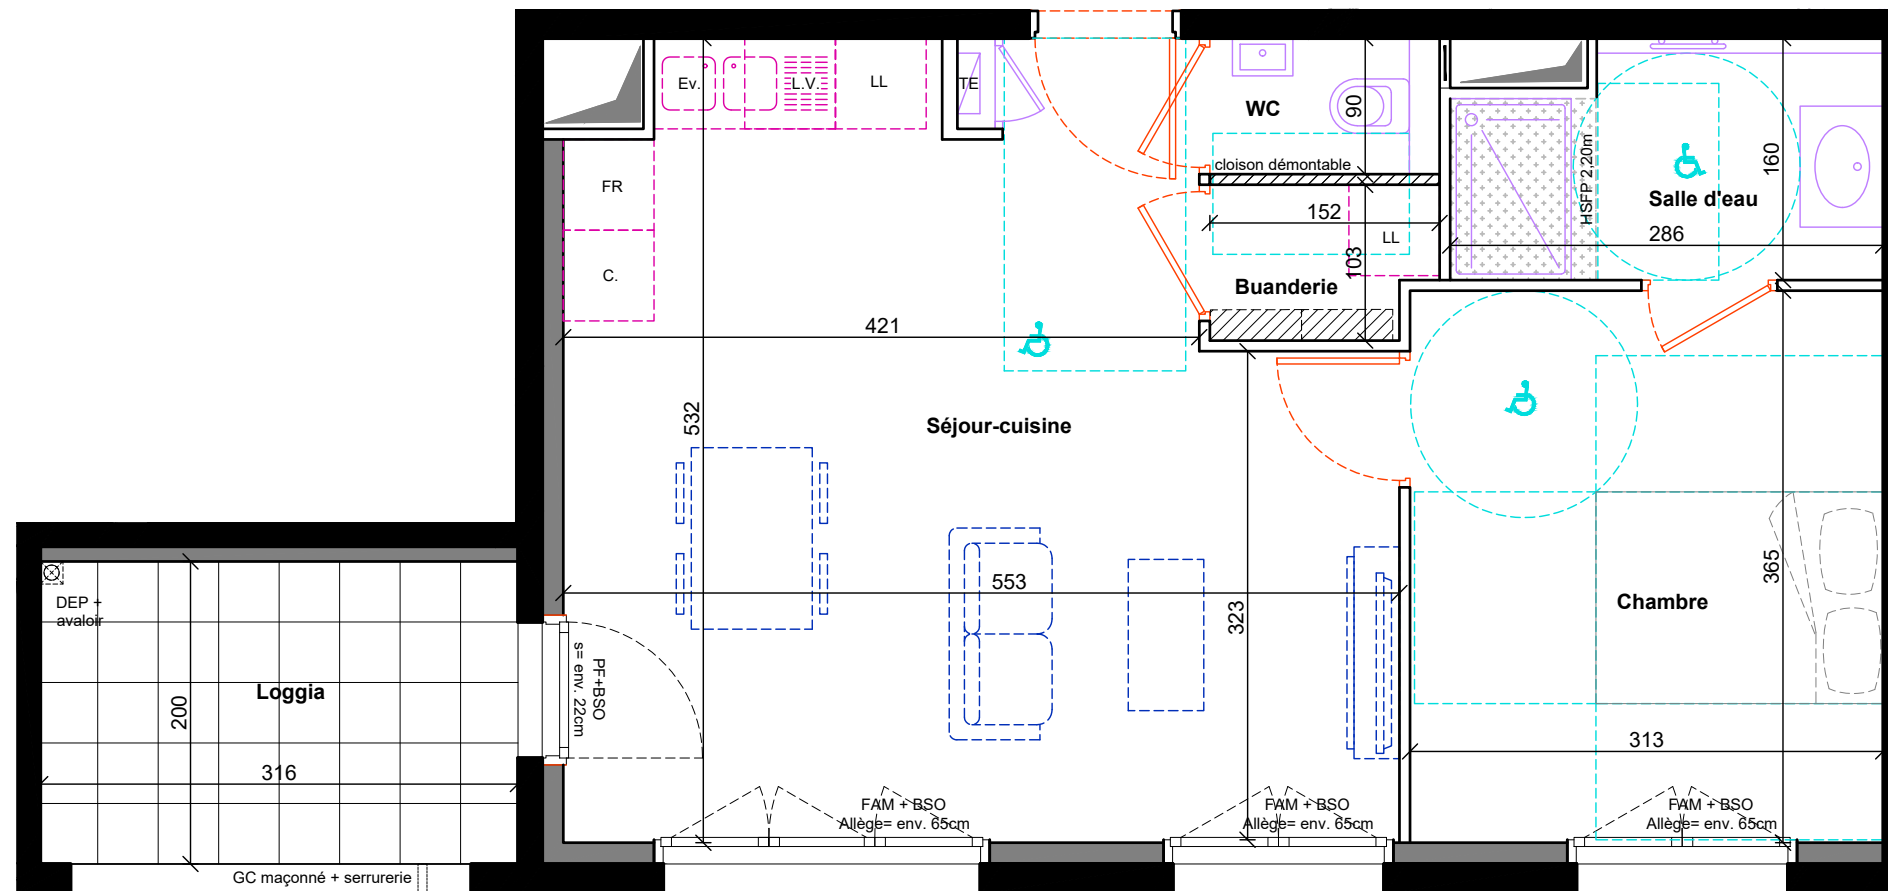 Ev.
L.V.
LL
TE
WC
90
cloison démontable
160
HSFP 2,20m
Salle d'eau
286
FR
C.
152
LL
103
Buanderie
421
532
Séjour-cuisine
553
323
365
Chambre
313
DEP +
avaloir
Loggia
200
316
PF+BSO
s= env. 22cm
FAM + BSO
Allège= env. 65cm
FAM + BSO
Allège= env. 65cm
FAM + BSO
Allège= env. 65cm
GC maçonné + serrurerie